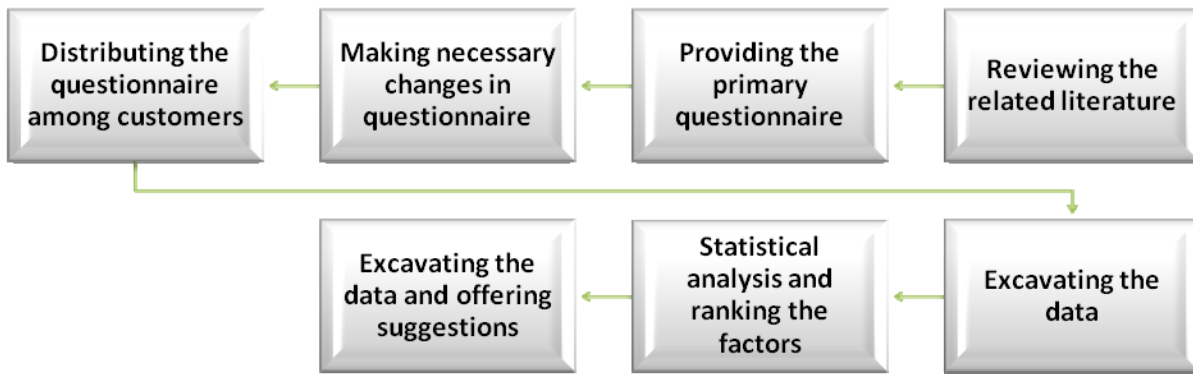 Distributing the
questionnaire
among customers
Making necessary
changes in
questionnaire
Providing the
primary
questionnaire
Reviewing the
related literature
Excavating the
data and offering
suggestions
Statistical
analysis and
ranking the
factors
Excavating the
data